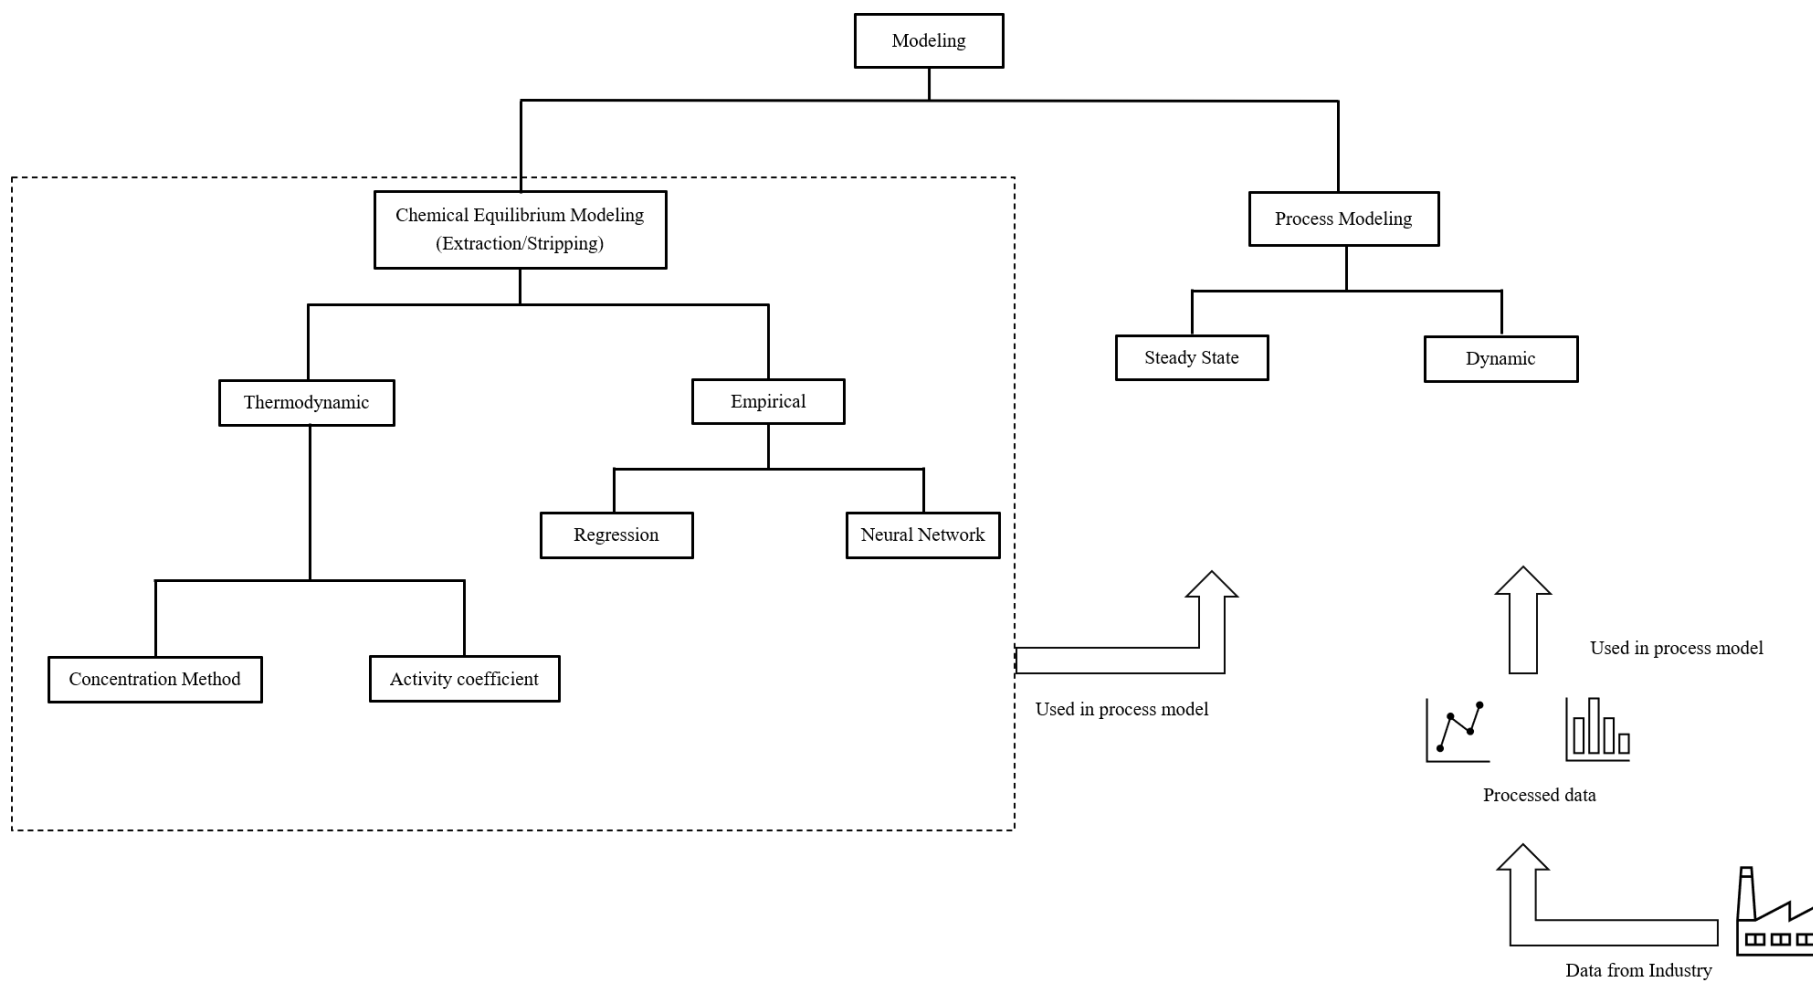 Modeling
Chemical Equilibrium Modeling
(Extraction/Stripping)
Process Modeling
Steady State
Dynamic
Thermodynamic
Empirical
Regression
Neural Network
Concentration Method
Activity coefficient
Used in process model
Used in process model
Processed data
Data from Industry